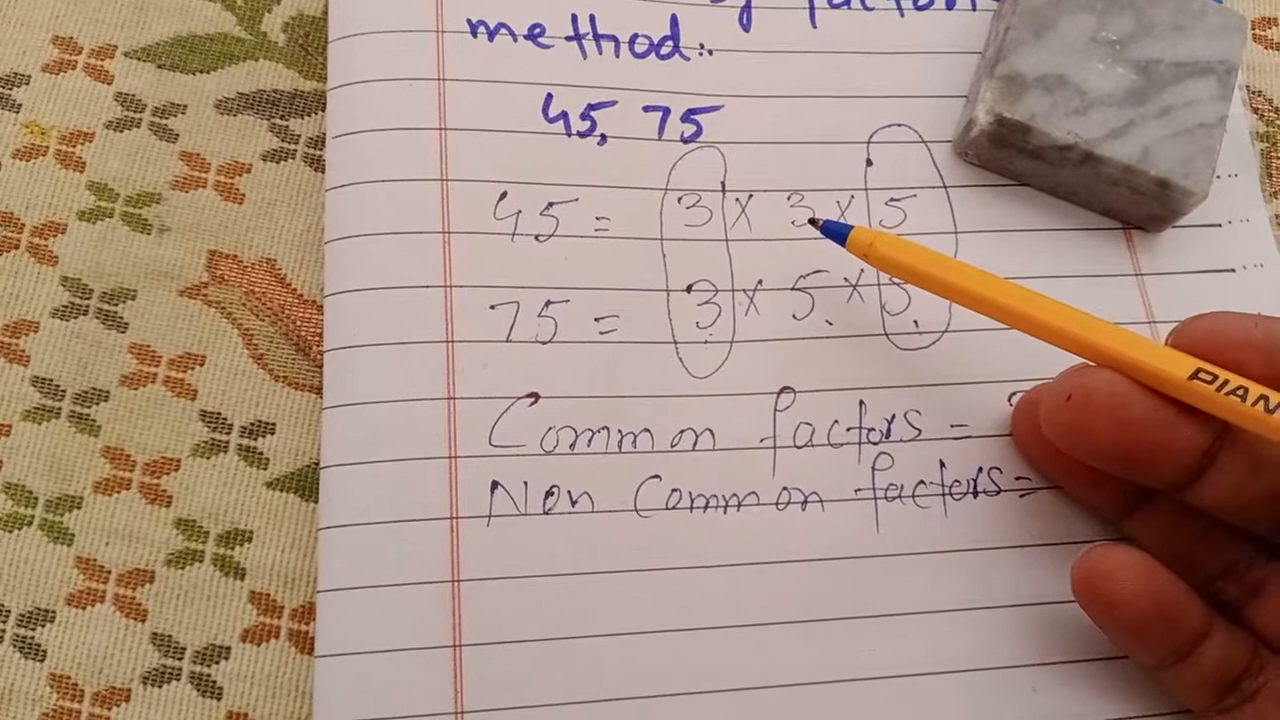 method:.
45, 75
45 = 3 x 3 x 5
75 = 3 x 5 x 5
Common factors =
Non Common factors =
PIAN